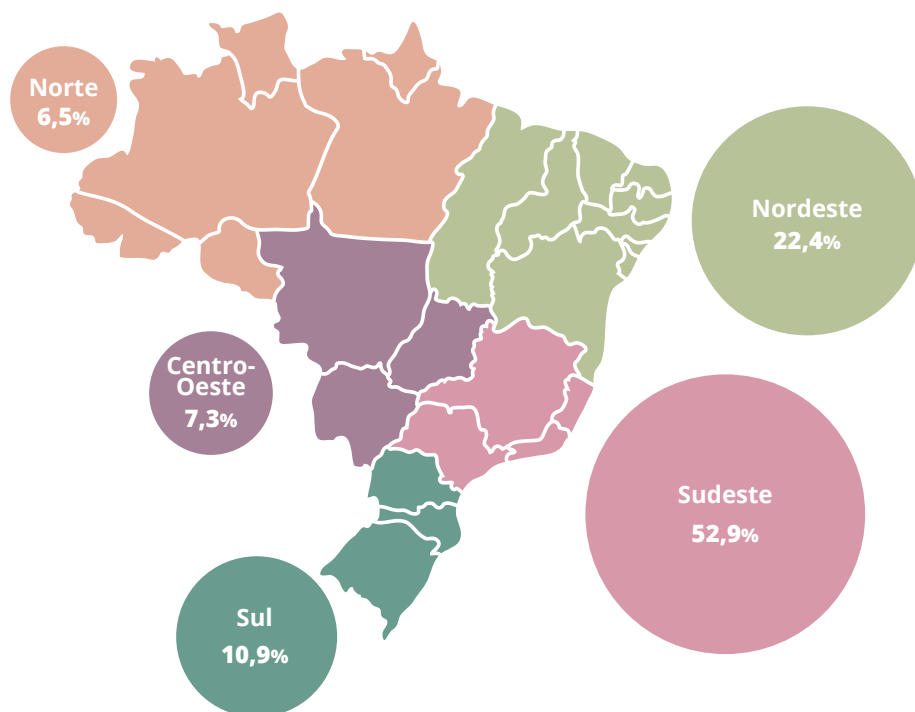 Norte
6,5%
Nordeste
22,4%
Centro-
Oeste
7,3%
Sudeste
52,9%
Sul
10,9%